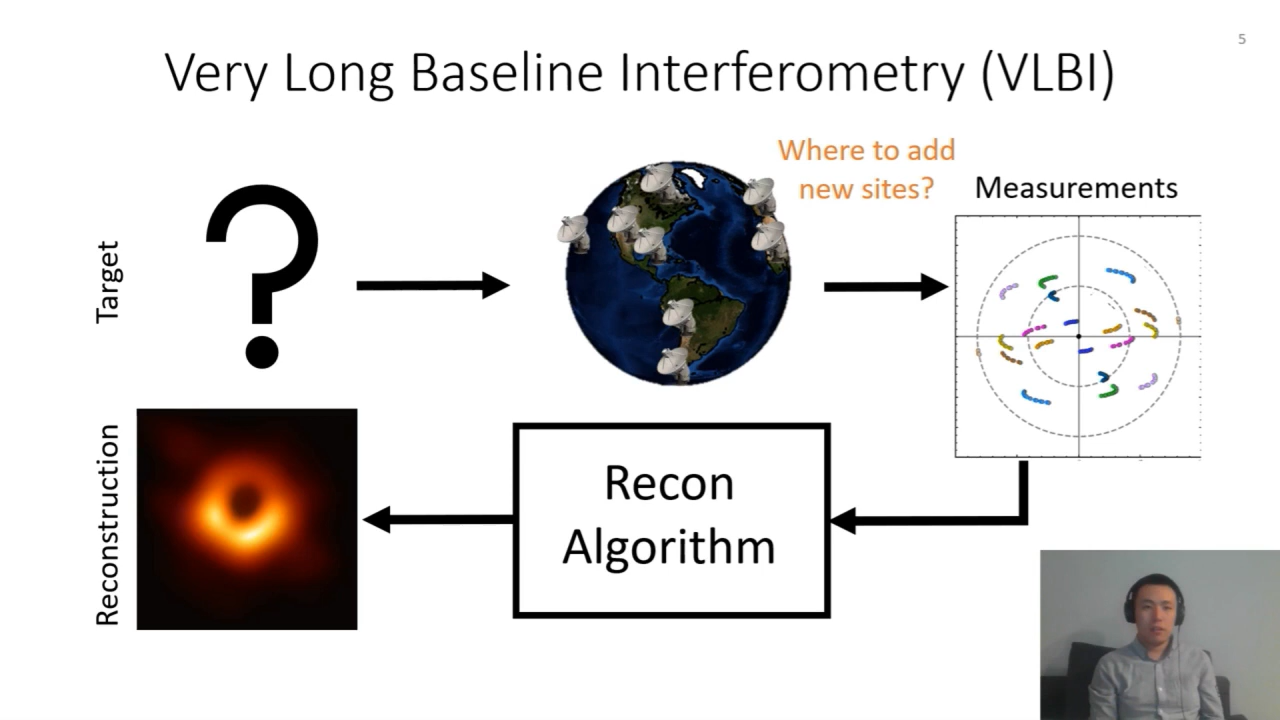 5
Very Long Baseline Interferometry (VLBI)
Where to add
new sites?
Measurements
Target
?
Reconstruction
Recon
Algorithm